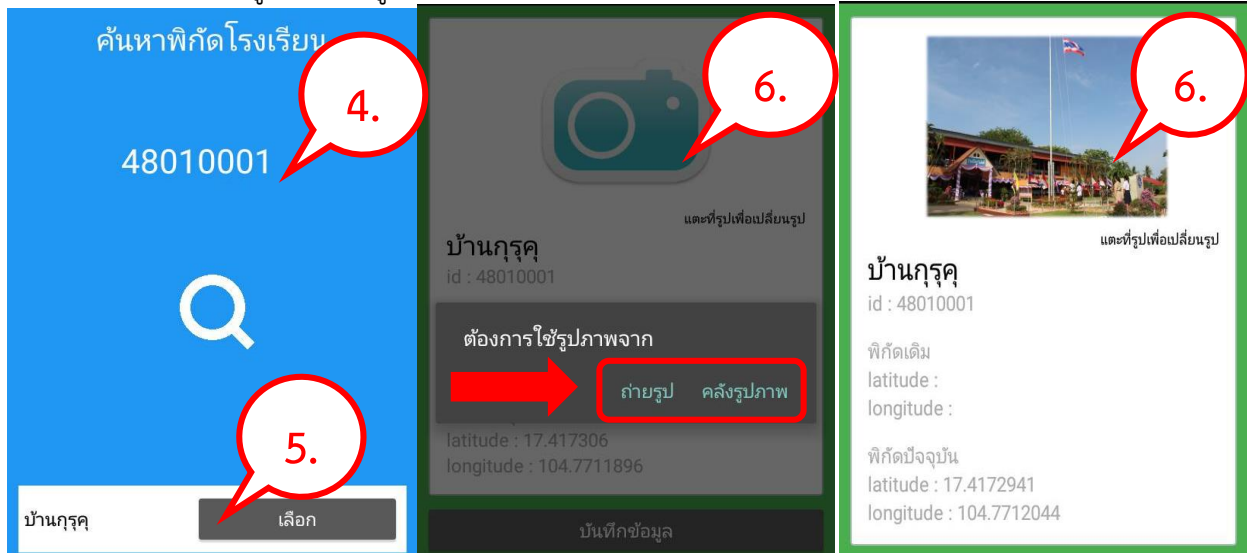 ค้นหาพิกัดโรงเรียน
4.
48010001
5.
บ้านกุรุคุ
เลือก
6.
แตะที่รูปเพื่อเปลี่ยนรูป
บ้านกุรุคุ
id : 48010001
ต้องการใช้รูปภาพจาก
ถ่ายรูป คลังรูปภาพ
latitude : 17.417306
longitude : 104.7711896
บันทึกข้อมูล
6.
แตะที่รูปเพื่อเปลี่ยนรูป
บ้านกุรุคุ
id : 48010001
พิกัดเดิม
latitude :
longitude :
พิกัดปัจจุบัน
latitude : 17.4172941
longitude : 104.7712044